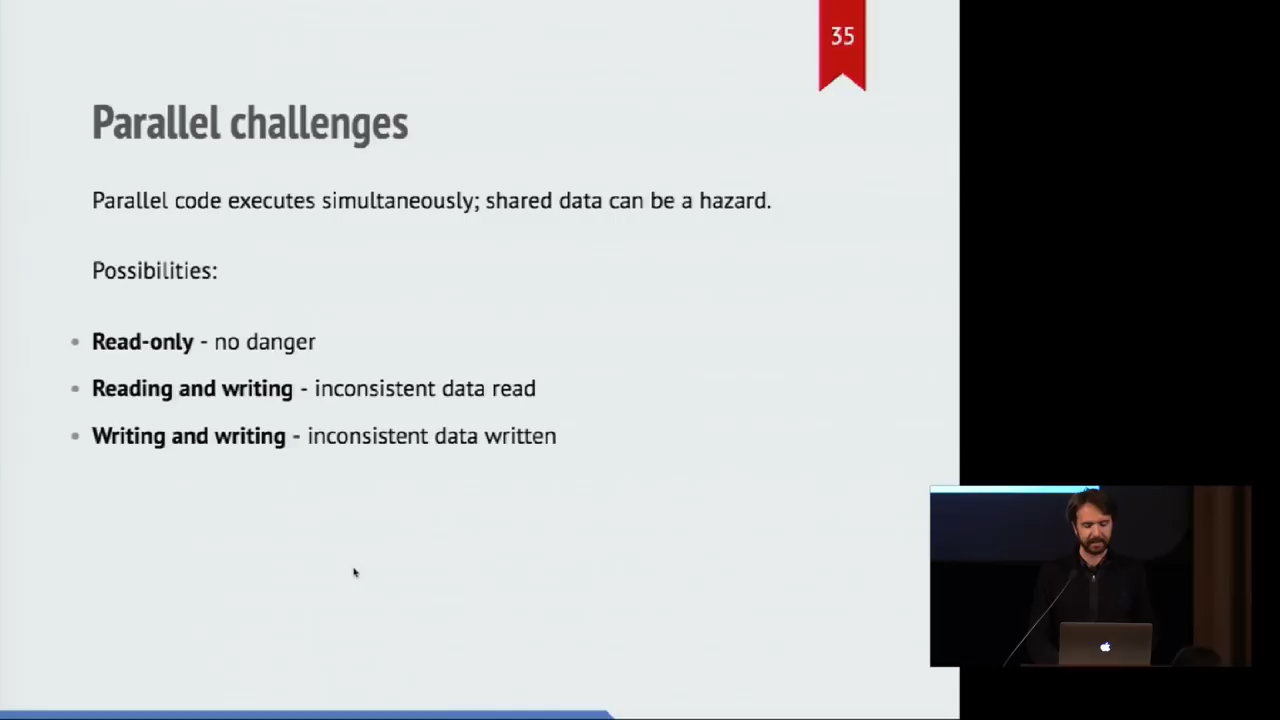 35
Parallel challenges
Parallel code executes simultaneously; shared data can be a hazard.
Possibilities:
Read-only - no danger
Reading and writing - inconsistent data read
Writing and writing - inconsistent data written